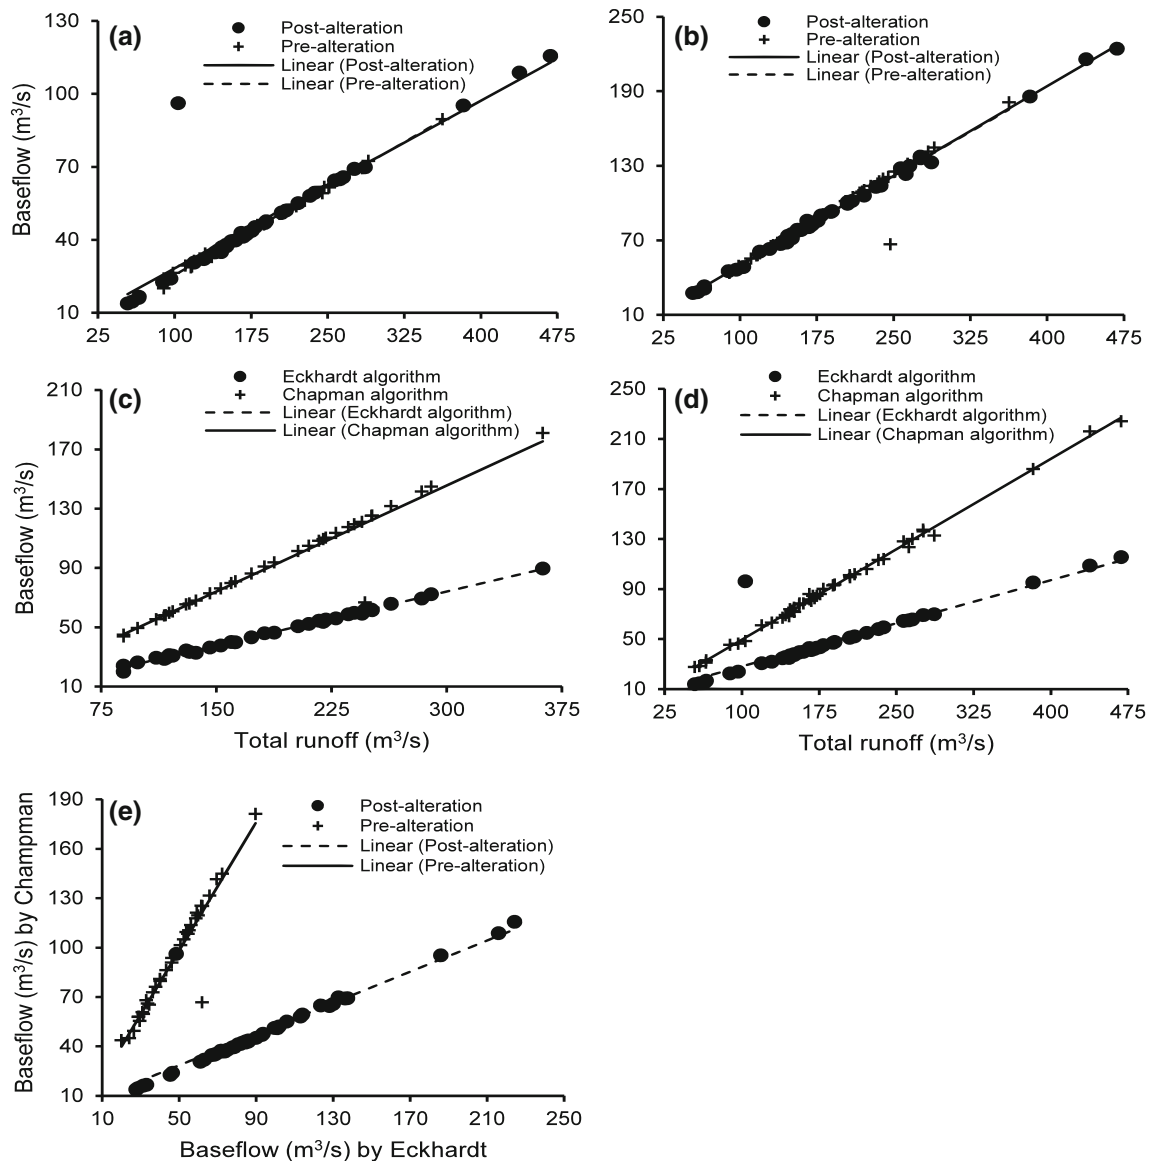 (a)
Post-alteration
Pre-alteration
Linear (Post-alteration)
Linear (Pre-alteration)
Baseflow (m³/s)
130
100
70
40
10
25 100 175 250 325 400 475
(b)
Post-alteration
Pre-alteration
Linear (Post-alteration)
Linear (Pre-alteration)
250
190
130
70
10
25 100 175 250 325 400 475
(c)
Eckhardt algorithm
Chapman algorithm
Linear (Eckhardt algorithm)
Linear (Chapman algorithm)
Baseflow (m³/s)
210
170
130
90
50
10
75 150 225 300 375
Total runoff (m³/s)
(d)
Eckhardt algorithm
Chapman algorithm
Linear (Eckhardt algorithm)
Linear (Chapman algorithm)
250
210
170
130
90
50
10
25 100 175 250 325 400 475
Total runoff (m³/s)
(e)
Post-alteration
Pre-alteration
Linear (Post-alteration)
Linear (Pre-alteration)
Baseflow (m³/s) by Champman
190
160
130
100
70
40
10
10 50 90 130 170 210 250
Baseflow (m³/s) by Eckhardt